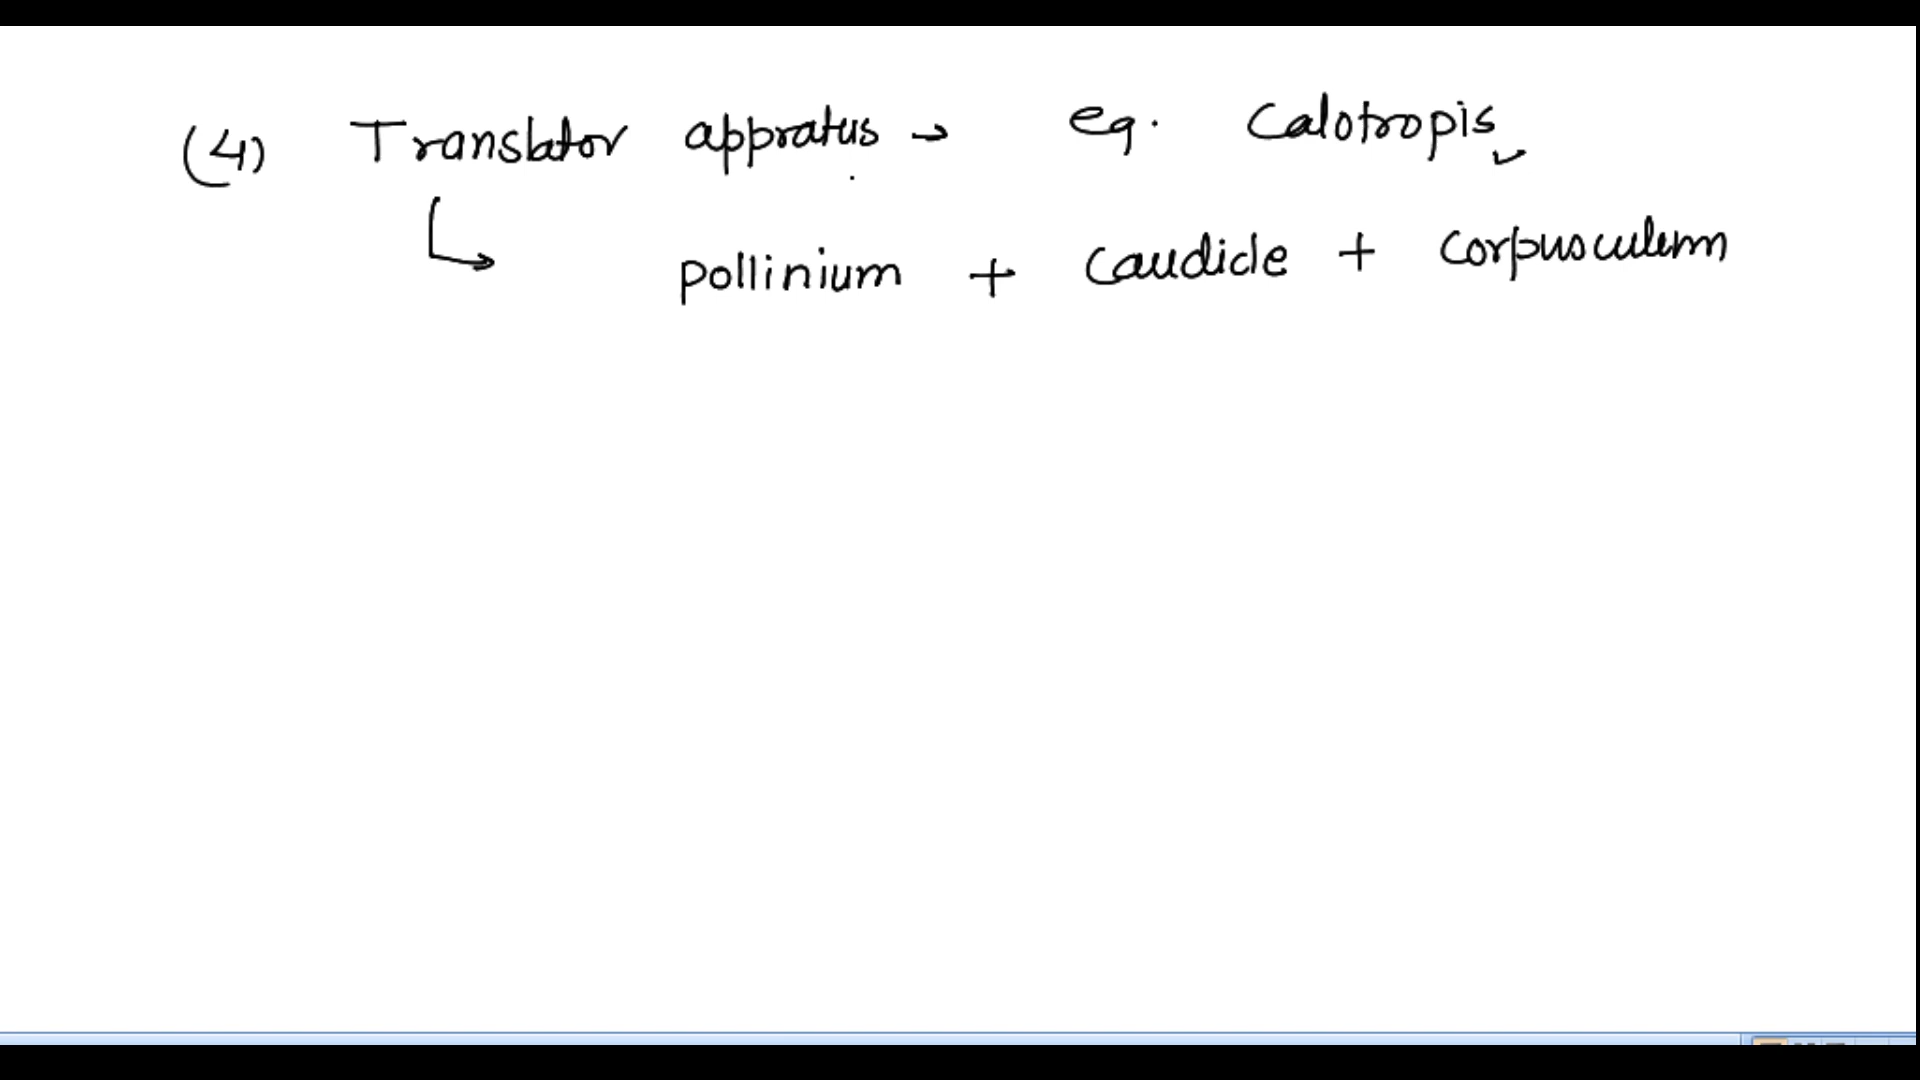 (4) Translator appratus → eg. Calotropis
↳ pollinium + caudicle + corpusculum